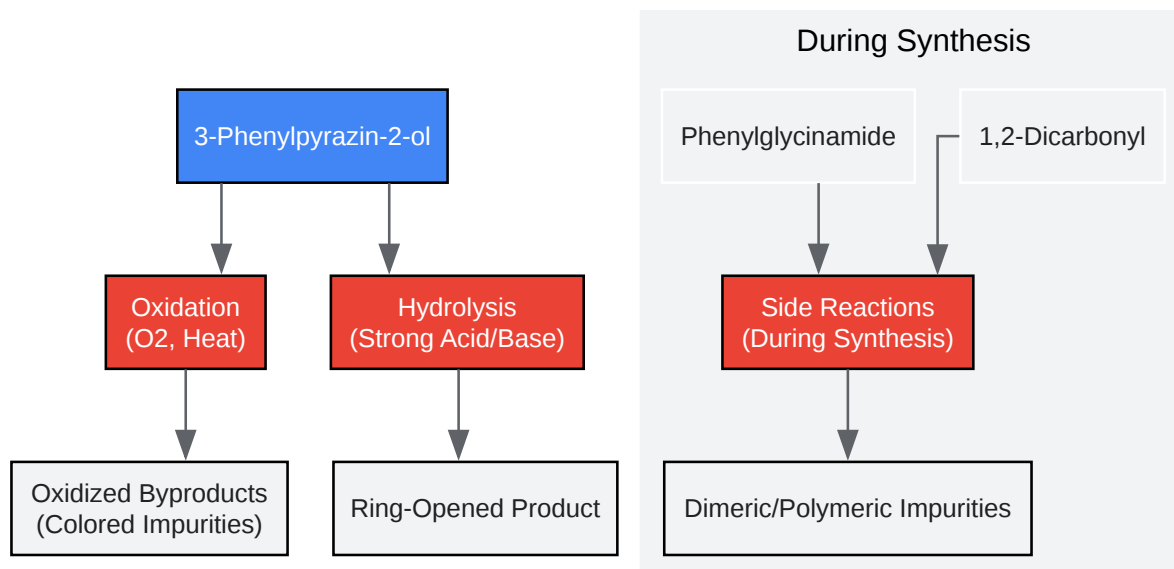 During Synthesis
3-Phenylpyrazin-2-ol
Phenylglycinamide
1,2-Dicarbonyl
Oxidation
(O2, Heat)
Hydrolysis
(Strong Acid/Base)
Side Reactions
(During Synthesis)
Oxidized Byproducts
(Colored Impurities)
Ring-Opened Product
Dimeric/Polymeric Impurities